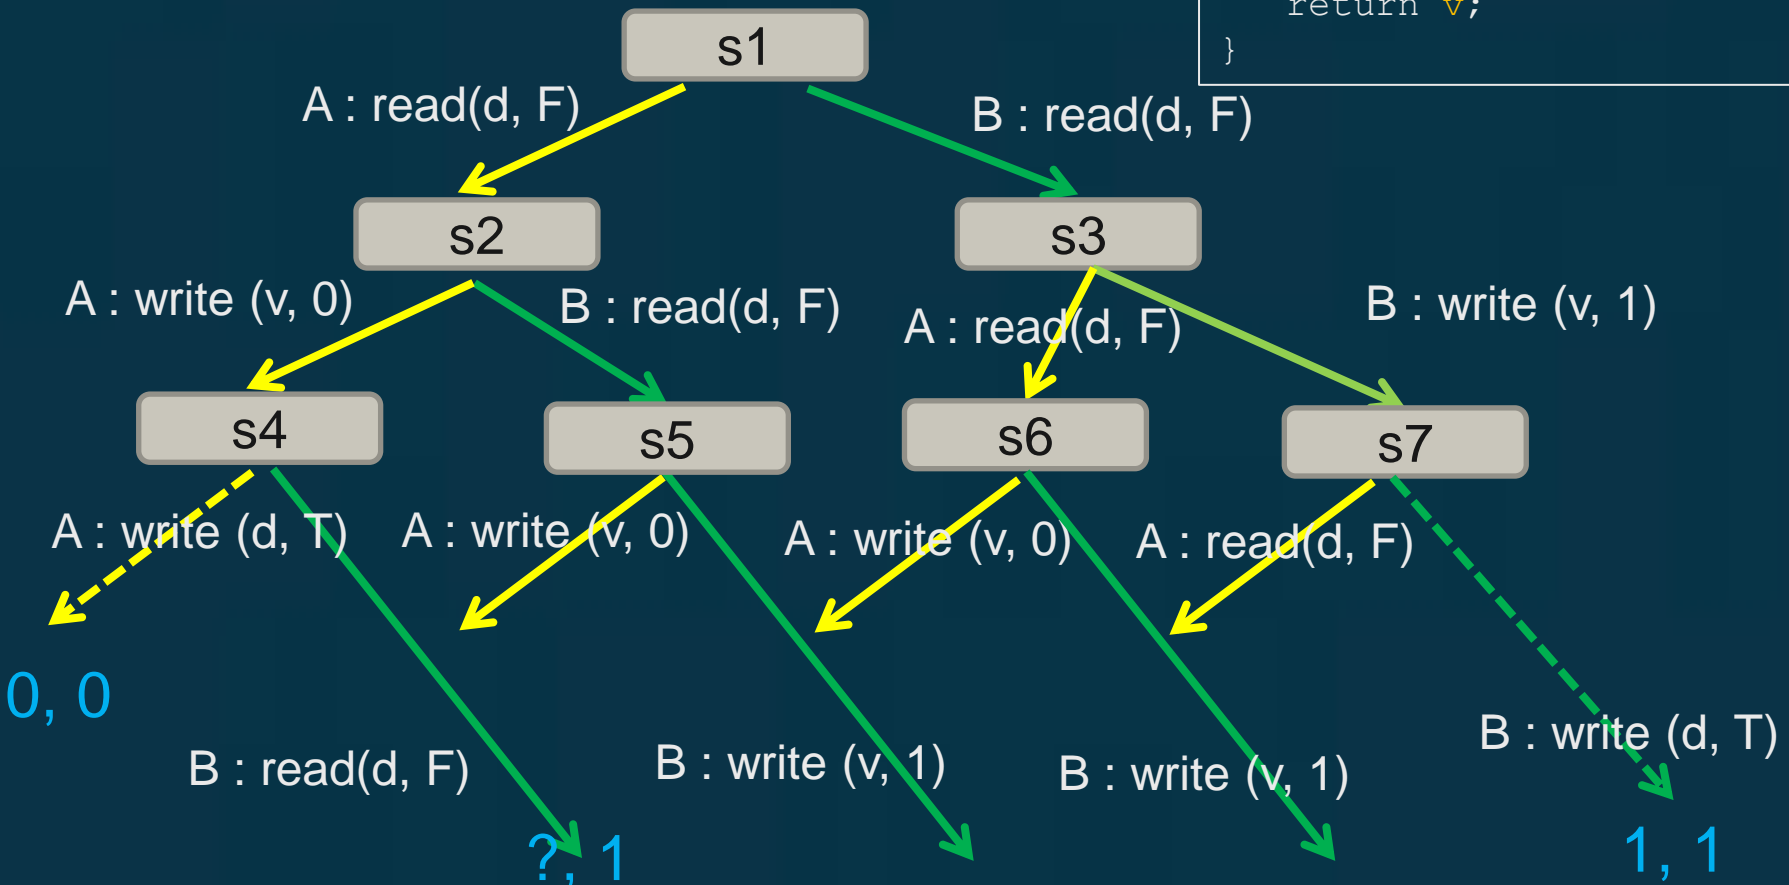 return v;
}
s1
A : read(d, F)
B : read(d, F)
s2
s3
A : write (v, 0)
B : read(d, F)
A : read(d, F)
B : write (v, 1)
s4
s5
s6
s7
A : write (d, T)
A : write (v, 0)
A : write (v, 0)
A : read(d, F)
0, 0
B : read(d, F)
B : write (v, 1)
B : write (v, 1)
B : write (d, T)
?, 1
1, 1